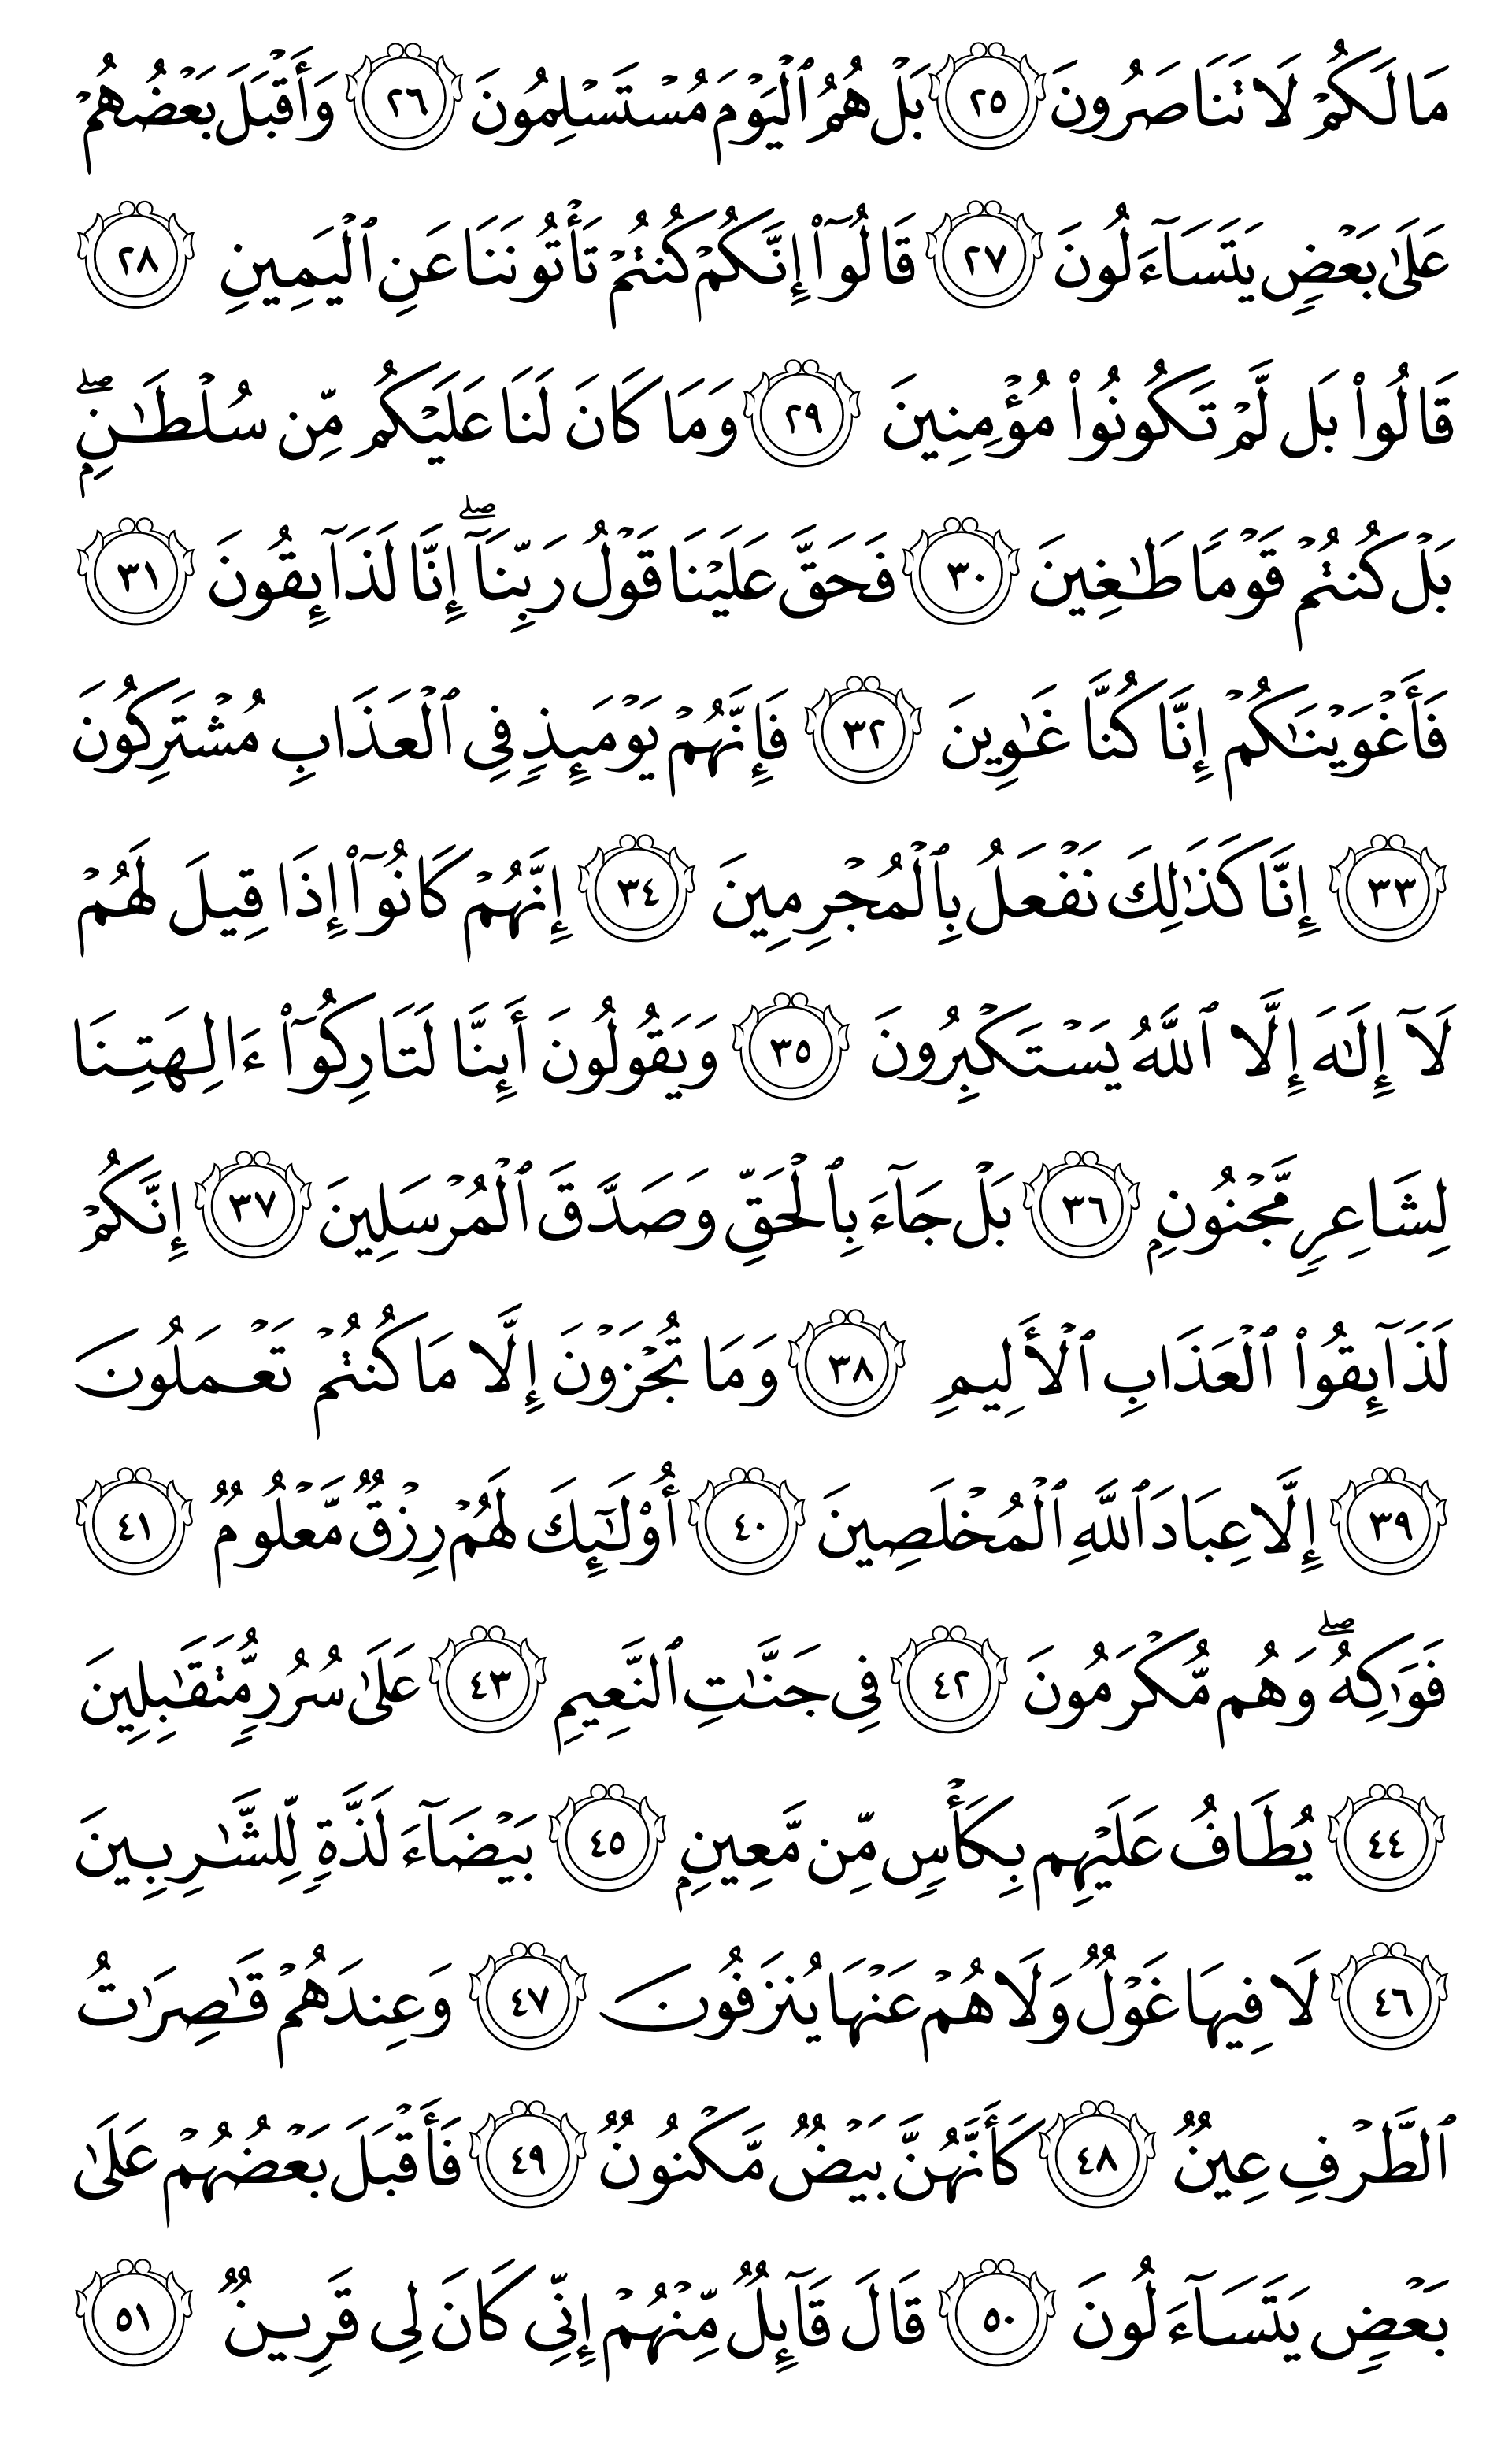 مَا لَكُمۡ لَا تَنَاصَرُونَ ٢٥ بَلۡ هُمُ ٱلۡيَوۡمَ مُسۡتَسۡلِمُونَ ٢٦ وَأَقۡبَلَ بَعۡضُهُمۡ
عَلَىٰ بَعۡضٖ يَتَسَآءَلُونَ ٢٧ قَالُوٓاْ إِنَّكُمۡ كُنتُمۡ تَأۡتُونَنَا عَنِ ٱلۡيَمِينِ ٢٨
قَالُواْ بَل لَّمۡ تَكُونُواْ مُؤۡمِنِينَ ٢٩ وَمَا كَانَ لَنَا عَلَيۡكُم مِّن سُلۡطَٰنِۭۖ
بَلۡ كُنتُمۡ قَوۡمٗا طَٰغِينَ ٣٠ فَحَقَّ عَلَيۡنَا قَوۡلُ رَبِّنَآۖ إِنَّا لَذَآئِقُونَ ٣١
فَأَغۡوَيۡنَٰكُمۡ إِنَّا كُنَّا غَٰوِينَ ٣٢ فَإِنَّهُمۡ يَوۡمَئِذٖ فِي ٱلۡعَذَابِ مُشۡتَرِكُونَ
٣٣ إِنَّا كَذَٰلِكَ نَفۡعَلُ بِٱلۡمُجۡرِمِينَ ٣٤ إِنَّهُمۡ كَانُوٓاْ إِذَا قِيلَ لَهُمۡ
لَآ إِلَٰهَ إِلَّا ٱللَّهُ يَسۡتَكۡبِرُونَ ٣٥ وَيَقُولُونَ أَئِنَّا لَتَارِكُوٓاْ ءَالِهَتِنَا
لِشَاعِرٖ مَّجۡنُونِۭ ٣٦ بَلۡ جَآءَ بِٱلۡحَقِّ وَصَدَّقَ ٱلۡمُرۡسَلِينَ ٣٧ إِنَّكُمۡ
لَذَآئِقُواْ ٱلۡعَذَابِ ٱلۡأَلِيمِ ٣٨ وَمَا تُجۡزَوۡنَ إِلَّا مَا كُنتُمۡ تَعۡمَلُونَ
٣٩ إِلَّا عِبَادَ ٱللَّهِ ٱلۡمُخۡلَصِينَ ٤٠ أُوْلَٰٓئِكَ لَهُمۡ رِزۡقٞ مَّعۡلُومٞ ٤١
فَوَٰكِهُۖ وَهُم مُّكۡرَمُونَ ٤٢ فِي جَنَّٰتِ ٱلنَّعِيمِ ٤٣ عَلَىٰ سُرُرٖ مُّتَقَٰبِلِينَ
٤٤ يُطَافُ عَلَيۡهِم بِكَأۡسٖ مِّن مَّعِينِۭ ٤٥ بَيۡضَآءَ لَذَّةٖ لِّلشَّٰرِبِينَ
٤٦ لَا فِيهَا غَوۡلٞ وَلَا هُمۡ عَنۡهَا يُنزَفُونَ ٤٧ وَعِندَهُمۡ قَٰصِرَٰتُ
ٱلطَّرۡفِ عِينٞ ٤٨ كَأَنَّهُنَّ بَيۡضٞ مَّكۡنُونٞ ٤٩ فَأَقۡبَلَ بَعۡضُهُمۡ عَلَىٰ
بَعۡضٖ يَتَسَآءَلُونَ ٥٠ قَالَ قَآئِلٞ مِّنۡهُمۡ إِنِّي كَانَ لِي قَرِينٞ ٥١